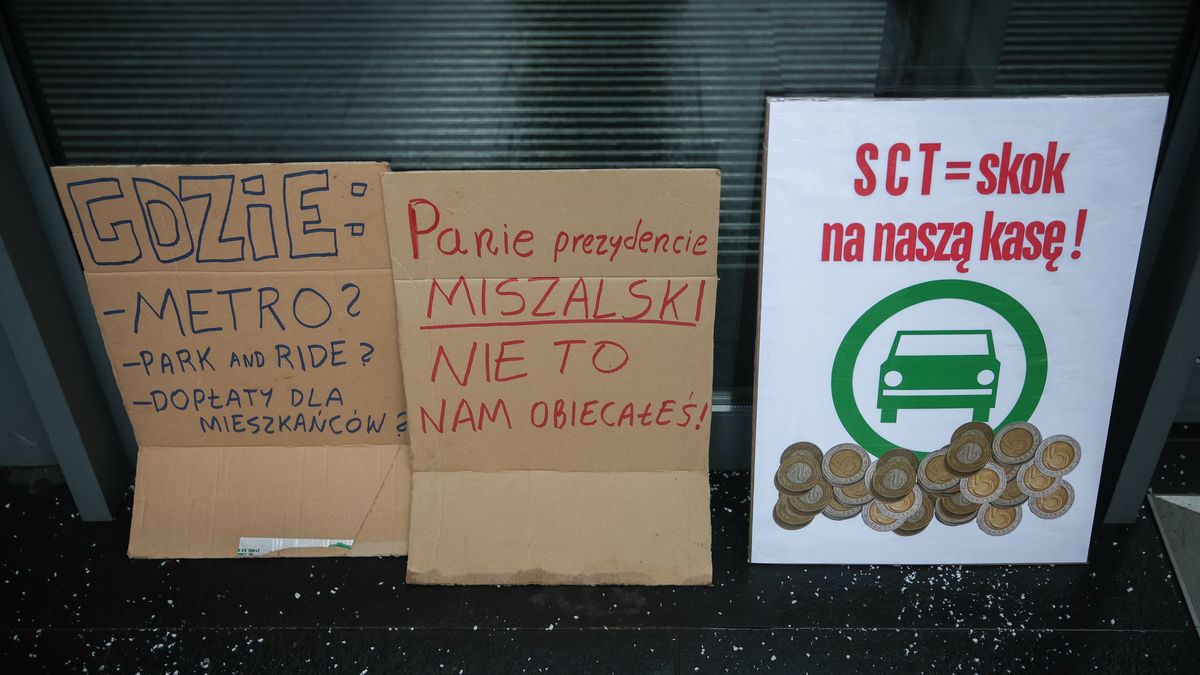 GDZiE:
- METRO?
- PARK AND RIDE?
- DOPŁATY DLA
MIESZKAŃCÓW?
Panie prezydencie
MISZALSKI
NIE TO
NAM OBIECAŁEŚ!
SCT = skok
na naszą kasę!